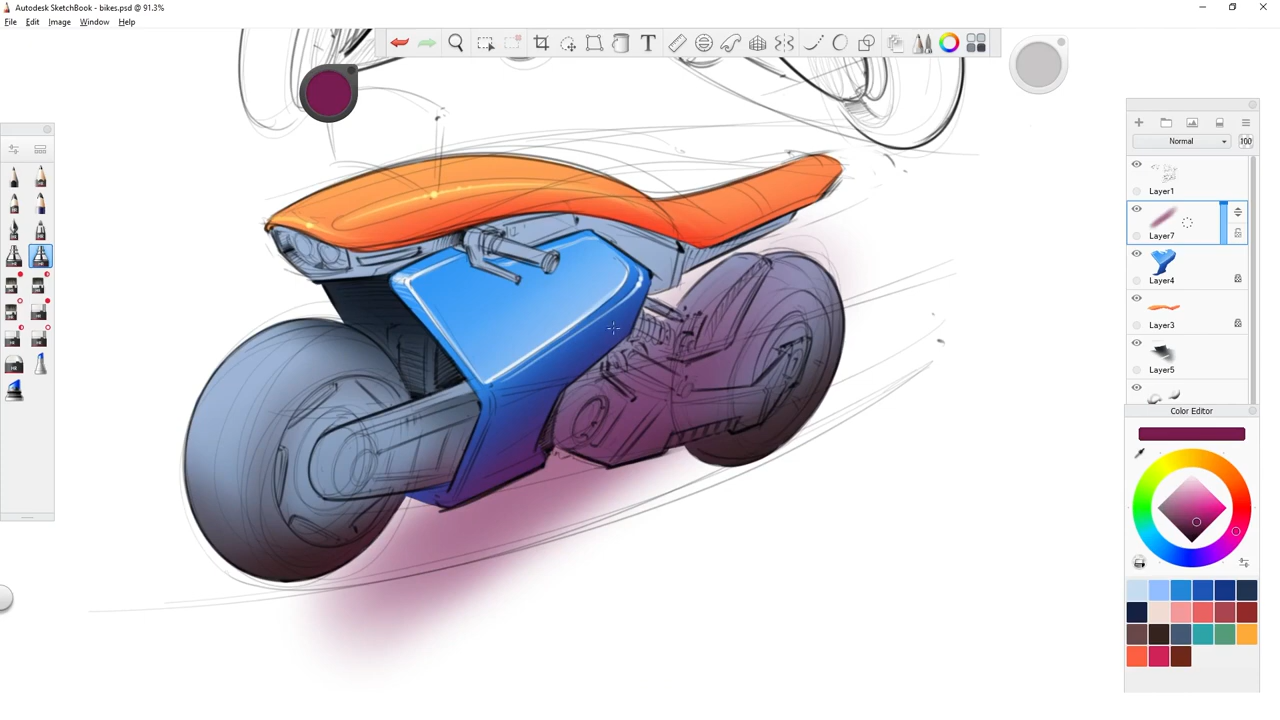 Autodesk SketchBook - bikes.psd @ 91.3%
File Edit Image Window Help
Normal
100
Layer1
Layer7
Layer4
Layer3
Layer5
Color Editor